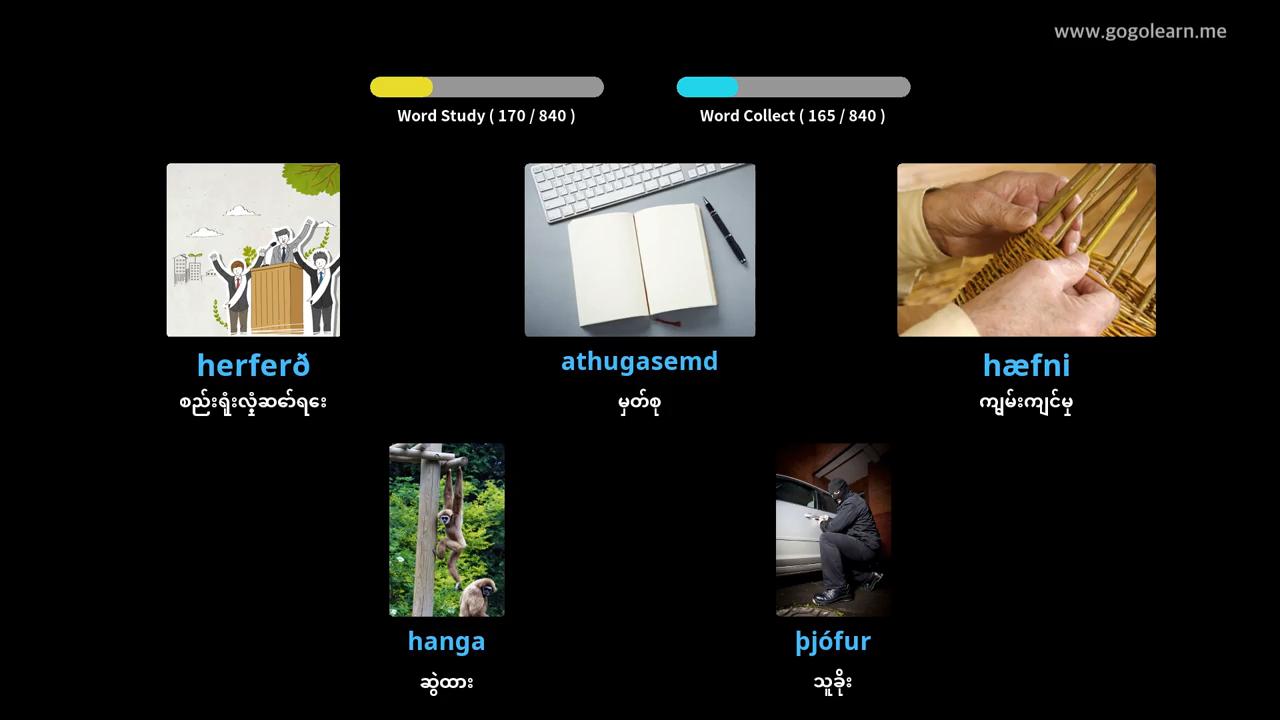 www.gogolearn.me
Word Study ( 170 / 840 )
Word Collect ( 165 / 840 )
herferð
athugasemd
hæfni
စည်းရုံးလှုံ့ဆော်ရေး
မှတ်စု
ကျွမ်းကျင်မှု
hanga
þjófur
ဆွဲထား
သူခိုး